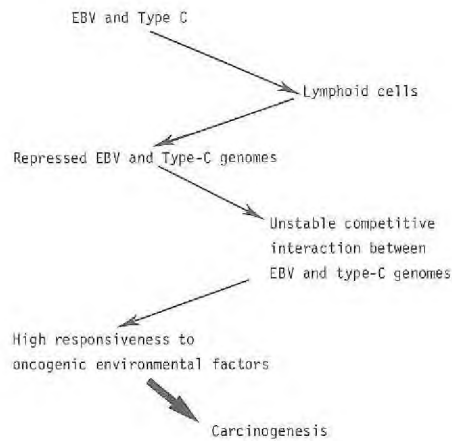 EBV and Type C
Lymphoid cells
Repressed EBV and Type-C genomes
Unstable competitive
interaction between
EBV and type-C genomes
High responsiveness to
oncogenic environmental factors
Carcinogenesis